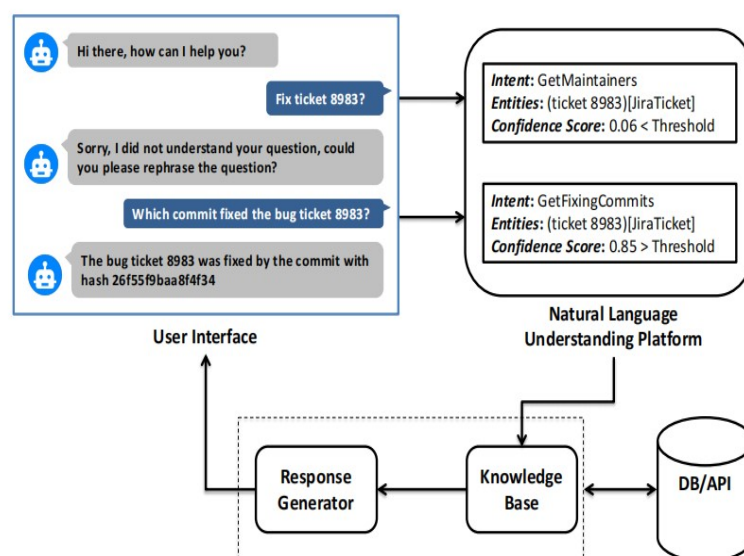 Hi there, how can I help you?
Fix ticket 8983?
Sorry, I did not understand your question, could
you please rephrase the question?
Which commit fixed the bug ticket 8983?
The bug ticket 8983 was fixed by the commit with
hash 26f55f9baa8f4f34
User Interface
Intent: GetMaintainers
Entities: (ticket 8983)[JiraTicket]
Confidence Score: 0.06 < Threshold
Intent: GetFixingCommits
Entities: (ticket 8983)[JiraTicket]
Confidence Score: 0.85 > Threshold
Natural Language
Understanding Platform
Response
Generator
Knowledge
Base
DB/API